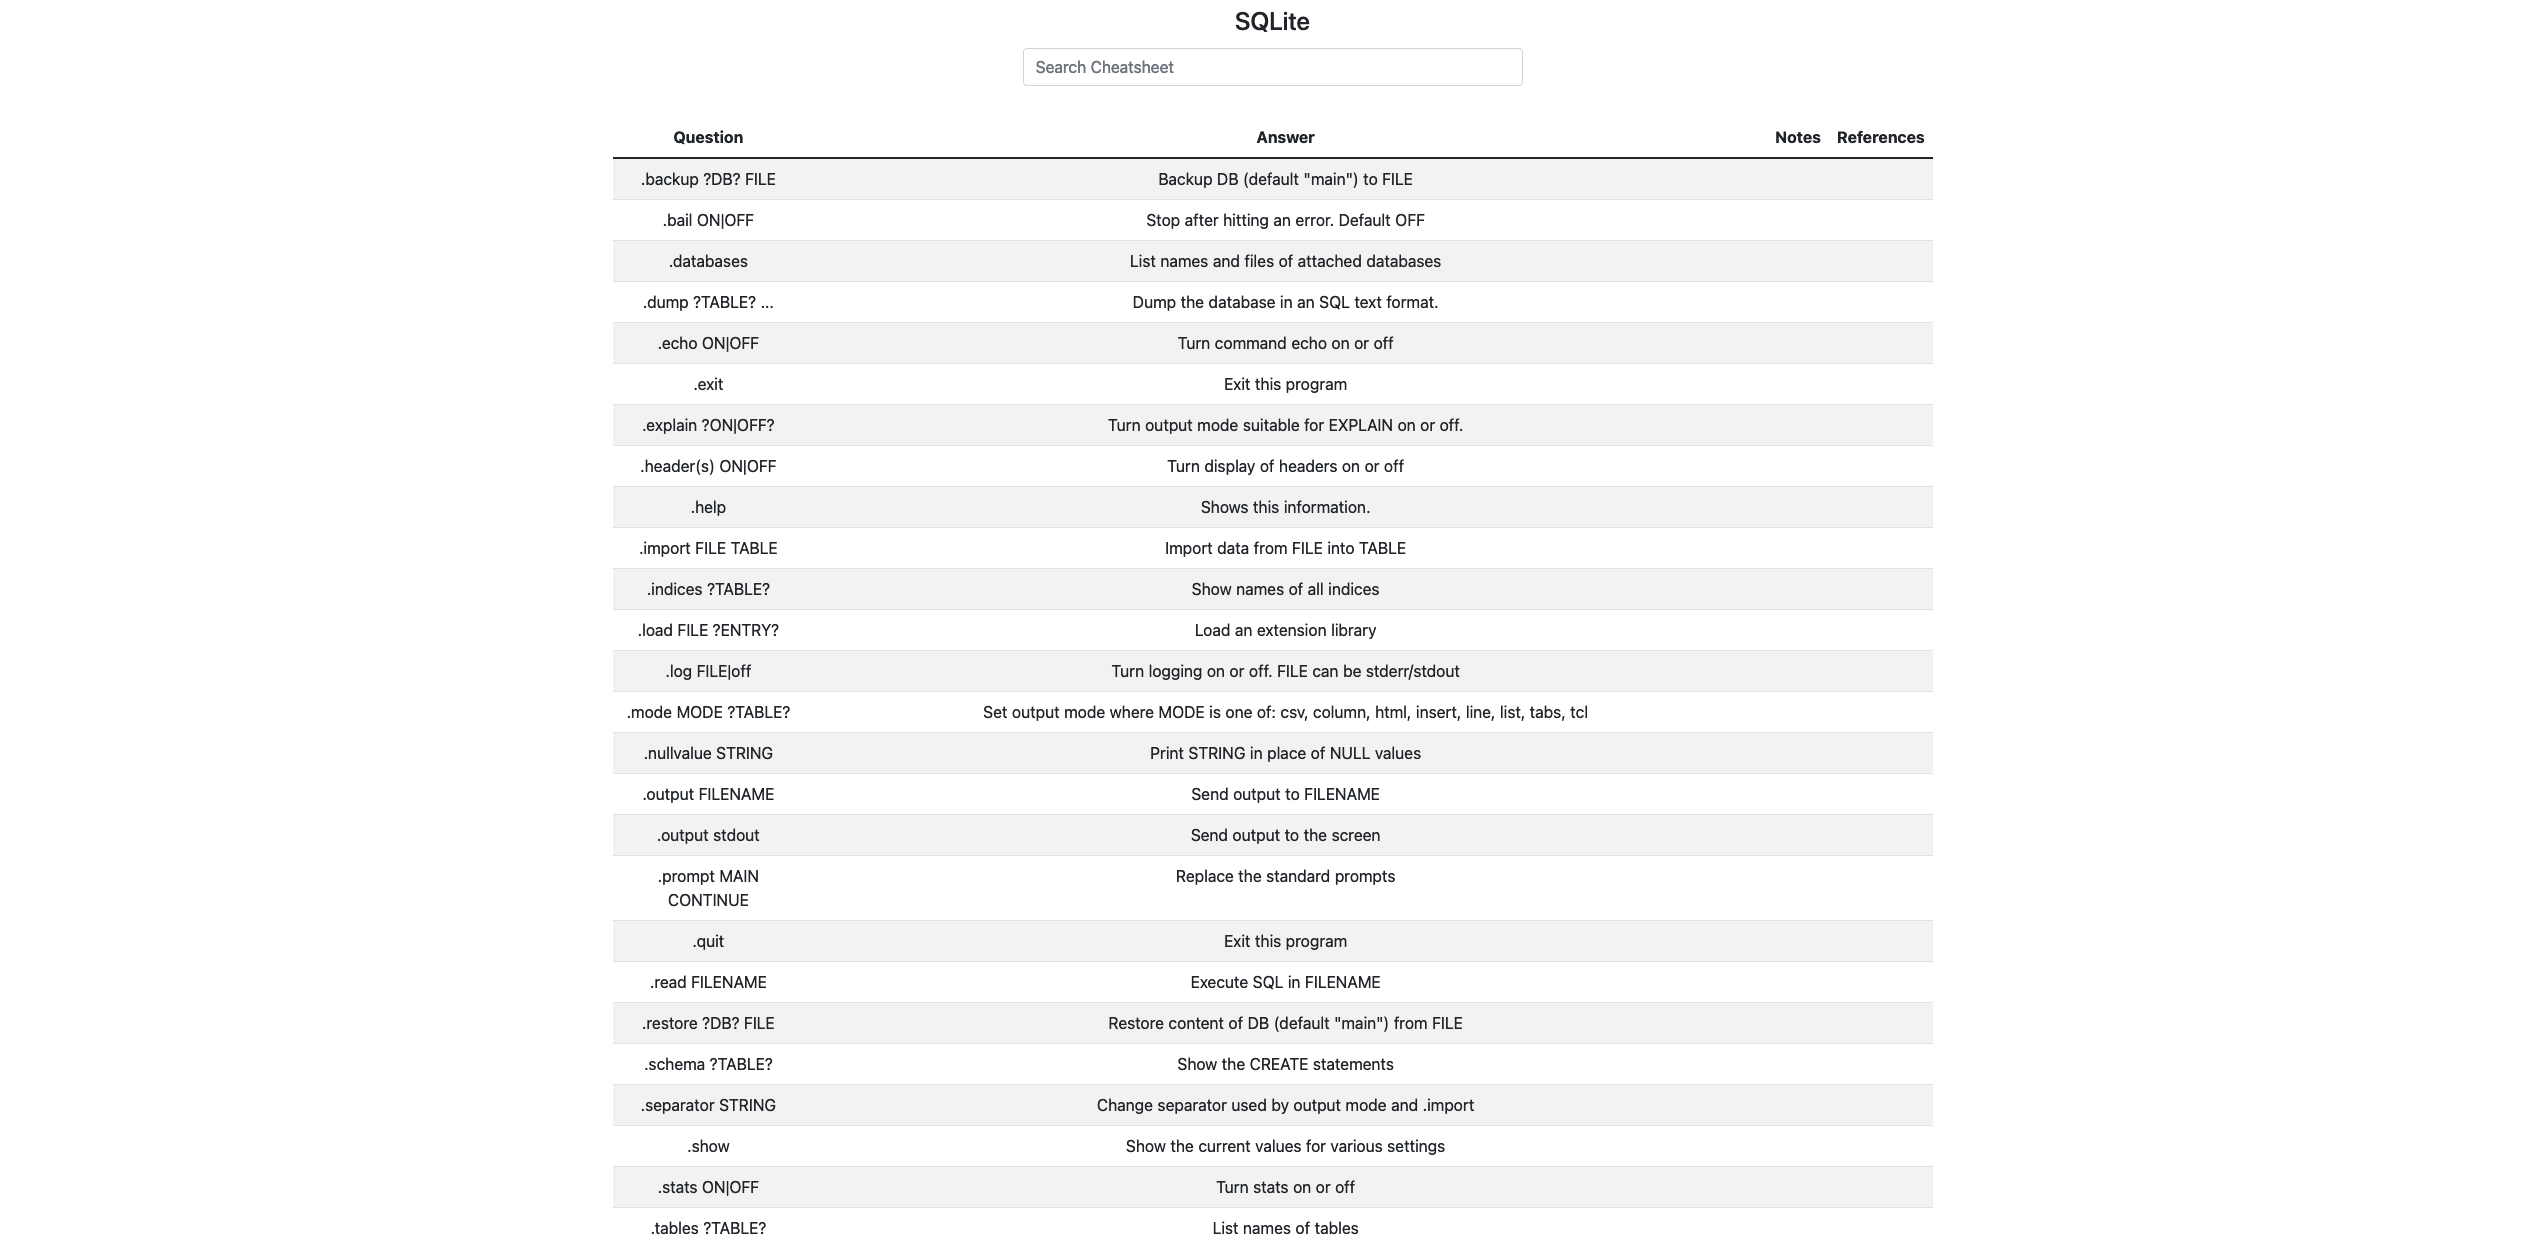 SQLite
Search Cheatsheet
Question Answer Notes References
.backup ?DB? FILE Backup DB (default "main") to FILE
.bail ON|OFF Stop after hitting an error. Default OFF
.databases List names and files of attached databases
.dump ?TABLE? ... Dump the database in an SQL text format.
.echo ON|OFF Turn command echo on or off
.exit Exit this program
.explain ?ON|OFF? Turn output mode suitable for EXPLAIN on or off.
.header(s) ON|OFF Turn display of headers on or off
.help Shows this information.
.import FILE TABLE Import data from FILE into TABLE
.indices ?TABLE? Show names of all indices
.load FILE ?ENTRY? Load an extension library
.log FILE|off Turn logging on or off. FILE can be stderr/stdout
.mode MODE ?TABLE? Set output mode where MODE is one of: csv, column, html, insert, line, list, tabs, tcl
.nullvalue STRING Print STRING in place of NULL values
.output FILENAME Send output to FILENAME
.output stdout Send output to the screen
.prompt MAIN Replace the standard prompts
CONTINUE
.quit Exit this program
.read FILENAME Execute SQL in FILENAME
.restore ?DB? FILE Restore content of DB (default "main") from FILE
.schema ?TABLE? Show the CREATE statements
.separator STRING Change separator used by output mode and .import
.show Show the current values for various settings
.stats ON|OFF Turn stats on or off
.tables ?TABLE? List names of tables